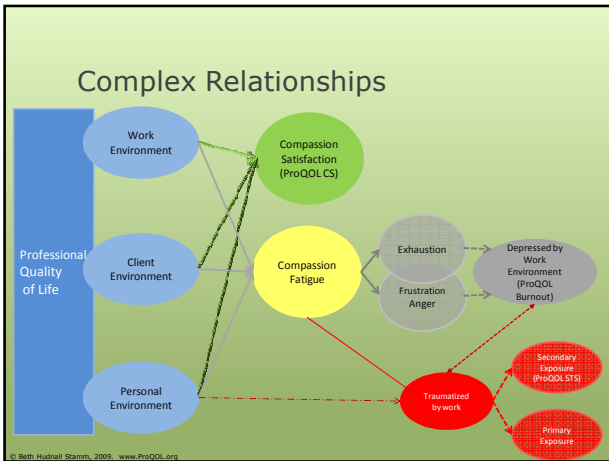 Complex Relationships
Professional
Quality
of Life
Work
Environment
Client
Environment
Personal
Environment
Compassion
Satisfaction
(ProQOL CS)
Compassion
Fatigue
Exhaustion
Frustration
Anger
Depressed by
Work
Environment
(ProQOL
Burnout)
Traumatized
by work
Secondary
Exposure
(ProQOL STS)
Primary
Exposure
© Beth Hudnall Stamm, 2009. www.ProQOL.org